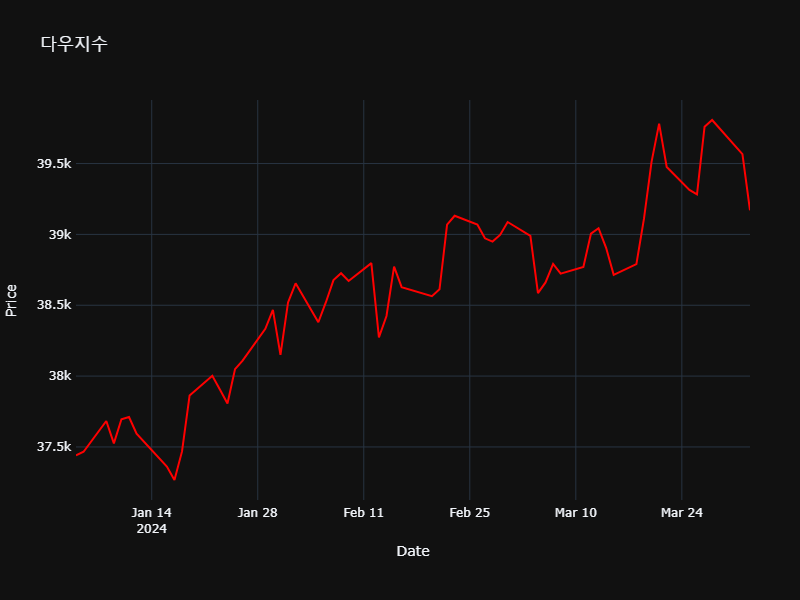 다우지수
39.5k
39k
38.5k
38k
37.5k
Price
Jan 14
2024
Jan 28
Feb 11
Feb 25
Mar 10
Mar 24
Date